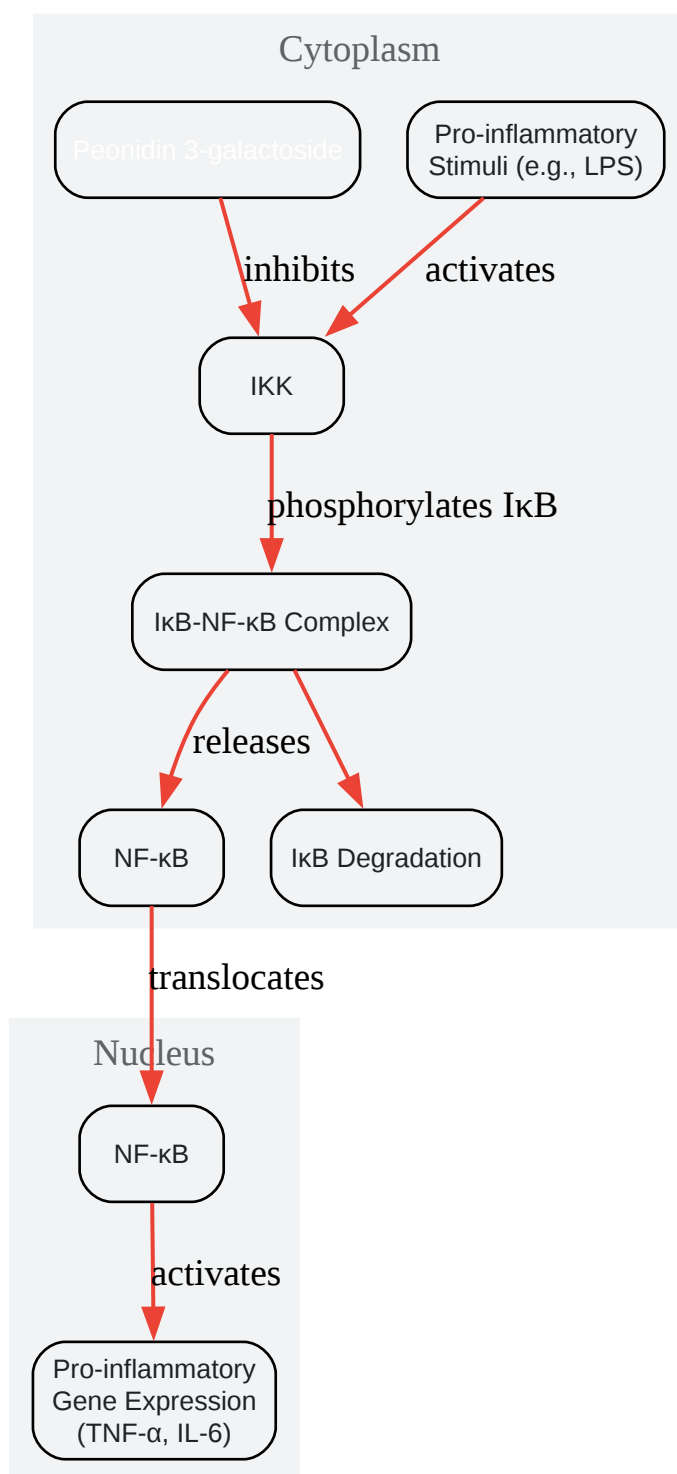 Cytoplasm
Peonidin 3-galactoside
Pro-inflammatory
Stimuli (e.g., LPS)
inhibits
activates
IKK
phosphorylates IκB
IκB-NF-κB Complex
releases
NF-κB
IκB Degradation
translocates
Nucleus
NF-κB
activates
Pro-inflammatory
Gene Expression
(TNF-α, IL-6)